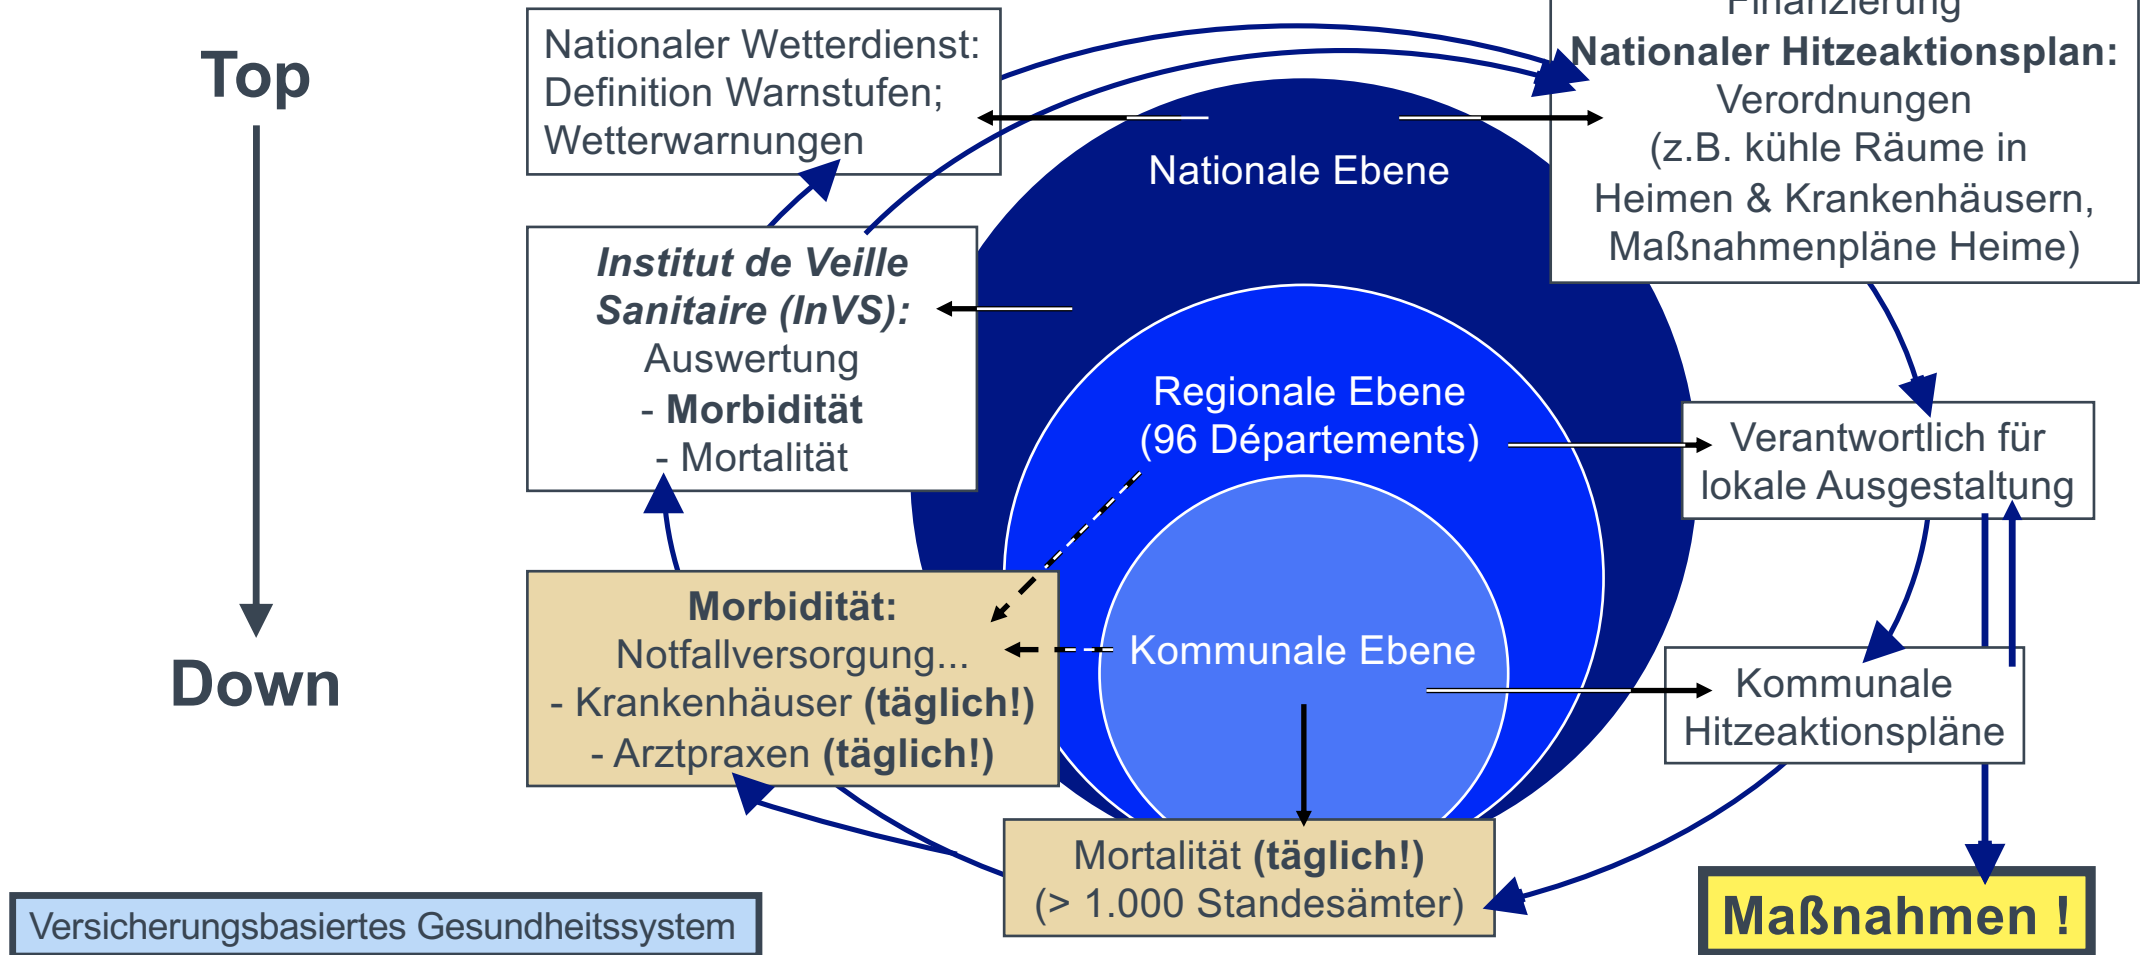 Top
Down
Nationaler Wetterdienst:
Definition Warnstufen;
Wetterwarnungen
Finanzierung
Nationaler Hitzeaktionsplan:
Verordnungen
(z.B. kühle Räume in
Heimen & Krankenhäusern,
Maßnahmenpläne Heime)
Nationale Ebene
Institut de Veille
Sanitaire (InVS):
Auswertung
- Morbidität
- Mortalität
Regionale Ebene
(96 Départements)
Verantwortlich für
lokale Ausgestaltung
Morbidität:
Notfallversorgung...
- Krankenhäuser (täglich!)
- Arztpraxen (täglich!)
Kommunale Ebene
Kommunale
Hitzeaktionspläne
Mortalität (täglich!)
(> 1.000 Standesämter)
Versicherungsbasiertes Gesundheitssystem
Maßnahmen !